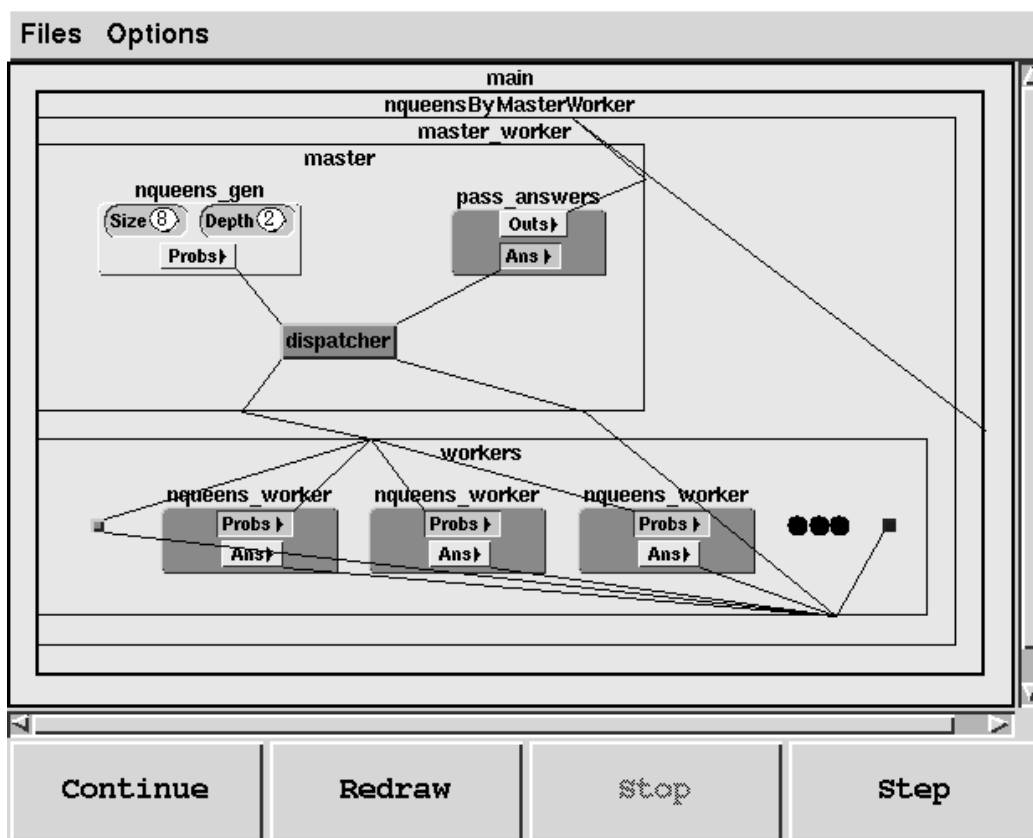 Files Options
main
nqueensByMasterWorker
master_worker
master
nqueens_gen
Size 8 Depth 2
Probs
pass_answers
Outs
Ans
dispatcher
workers
nqueens_worker nqueens_worker nqueens_worker
Probs Probs Probs
Ans Ans Ans
Continue Redraw Stop Step